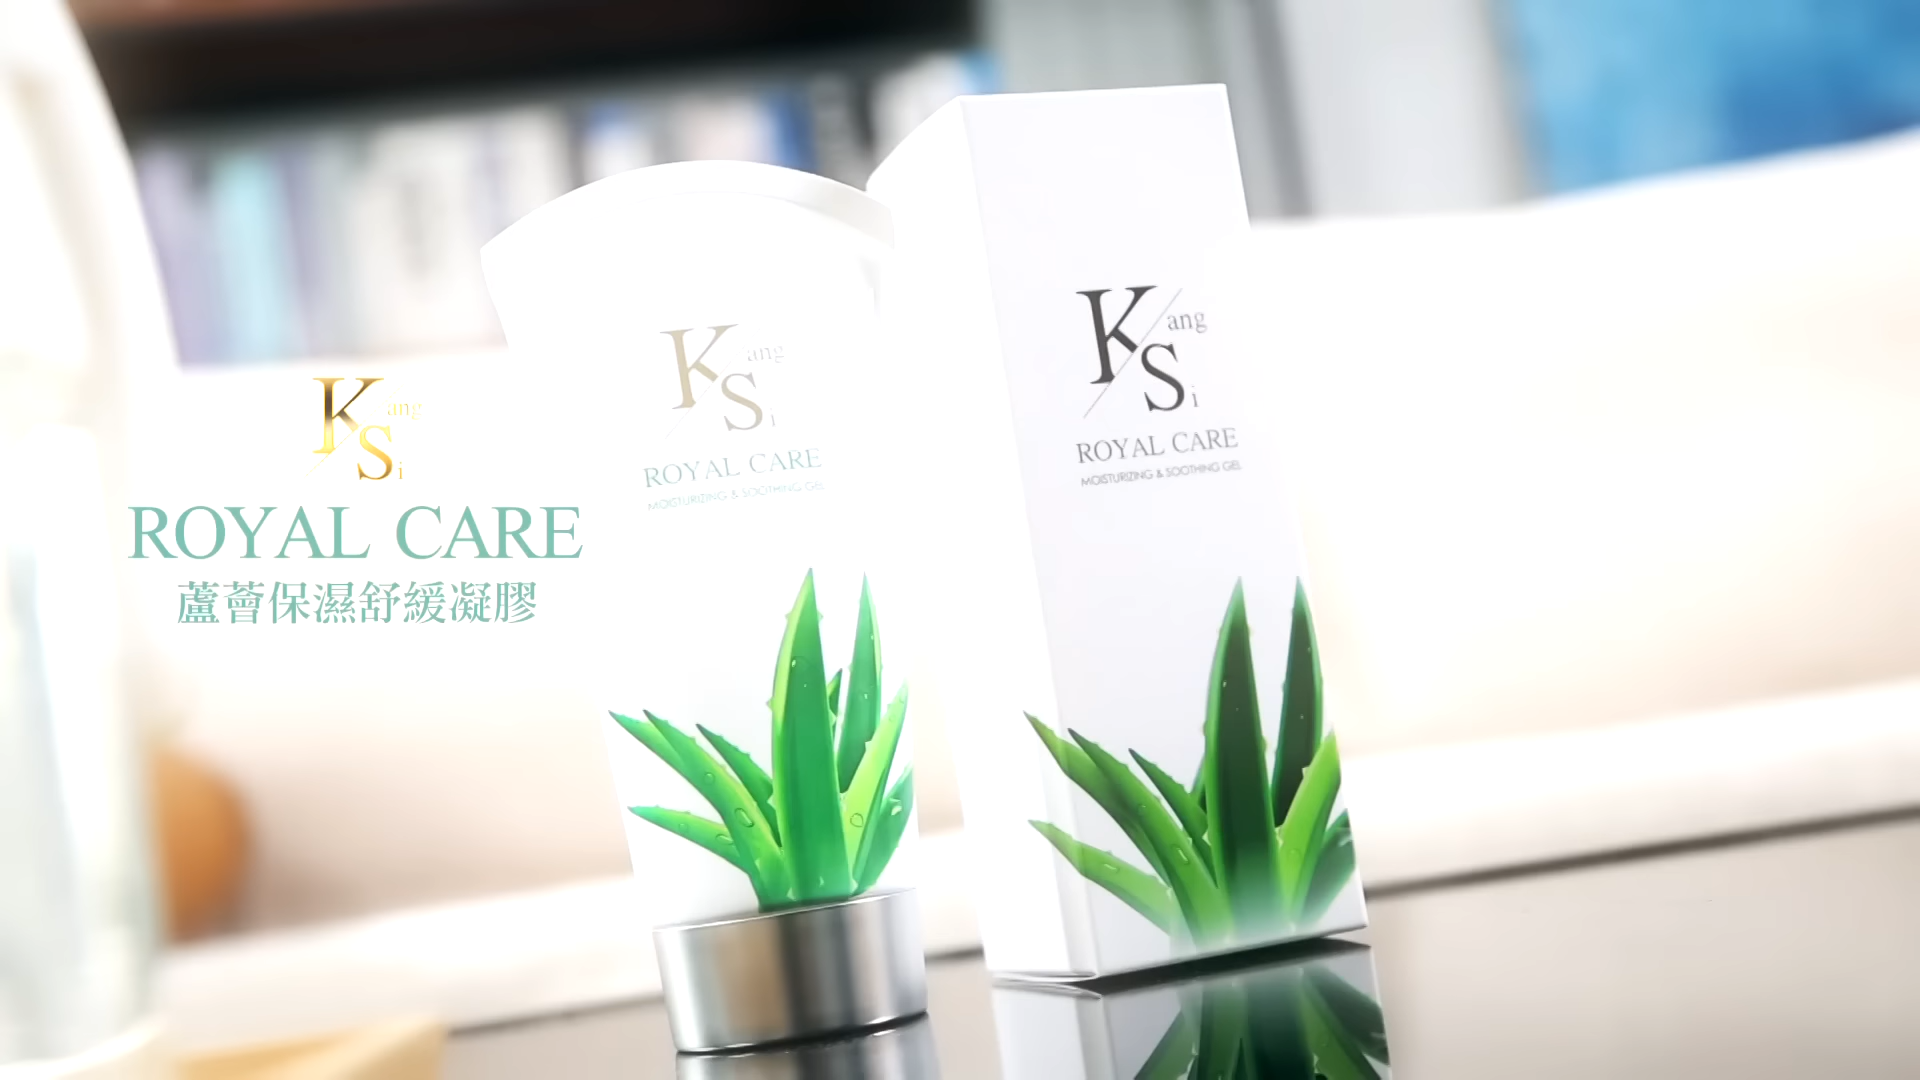 K ang
S i
ROYAL CARE
蘆薈保濕舒緩凝膠
K ang
S i
ROYAL CARE
MOISTURIZING & SOOTHING GEL
K ang
S i
ROYAL CARE
MOISTURIZING & SOOTHING GEL